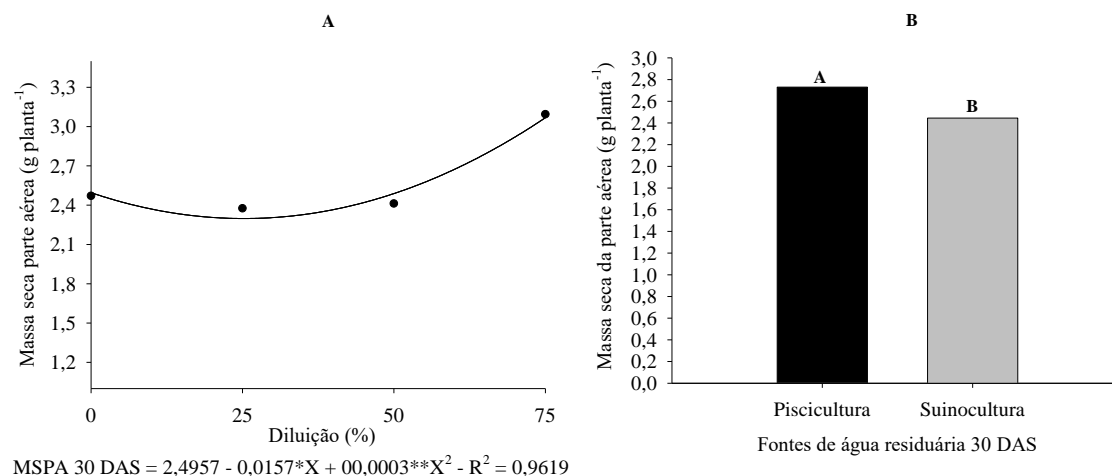 A
Massa seca parte aérea (g planta⁻¹)
3,3
3,0
2,7
2,4
2,1
1,8
1,5
1,2
0
25
50
75
Diluição (%)
MSPA 30 DAS = 2,4957 - 0,0157*X + 00,0003**X² - R² = 0,9619
B
Massa seca da parte aérea (g planta⁻¹)
3,0
2,8
2,6
2,4
2,2
2,0
1,8
1,6
1,4
1,2
1,0
0,8
0,6
0,4
0,2
0,0
A
B
Piscicultura
Suinocultura
Fontes de água residuária 30 DAS